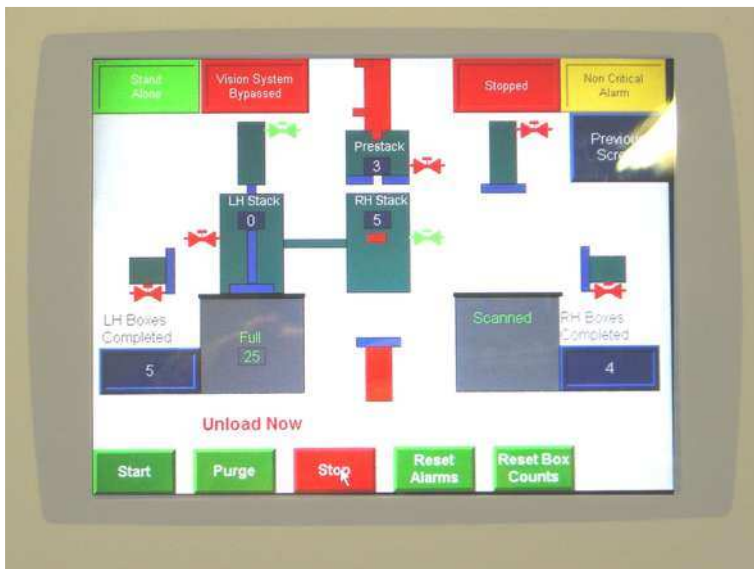 Stand
Alone
Vision System
Bypassed
Stopped
Non Critical
Alarm
Previous
Screen
Prestack
3
LH Stack
0
RH Stack
5
LH Boxes
Completed
5
Full
25
Scanned
RH Boxes
Completed
4
Unload Now
Start
Purge
Stop
Reset
Alarms
Reset Box
Counts